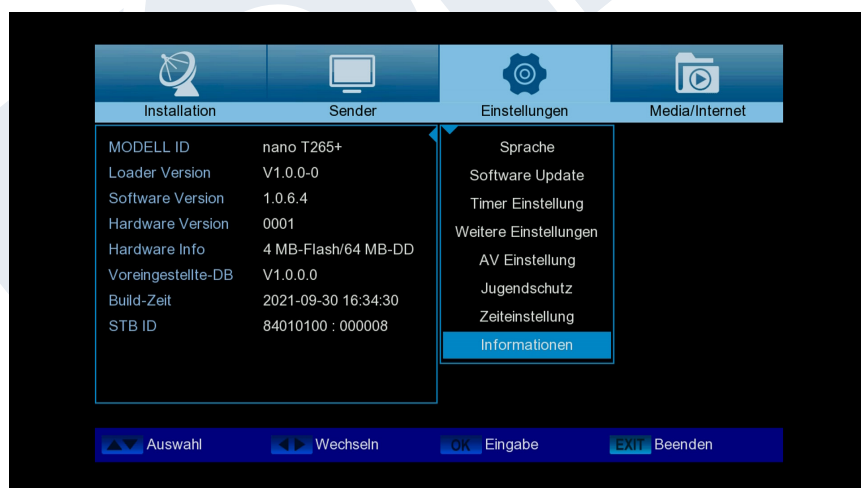 Installation
Sender
Einstellungen
Media/Internet
MODELL ID nano T265+
Loader Version V1.0.0-0
Software Version 1.0.6.4
Hardware Version 0001
Hardware Info 4 MB-Flash/64 MB-DD
Voreingestellte-DB V1.0.0.0
Build-Zeit 2021-09-30 16:34:30
STB ID 84010100 : 000008
Sprache
Software Update
Timer Einstellung
Weitere Einstellungen
AV Einstellung
Jugendschutz
Zeiteinstellung
Informationen
Auswahl
Wechseln
OK Eingabe
EXIT Beenden